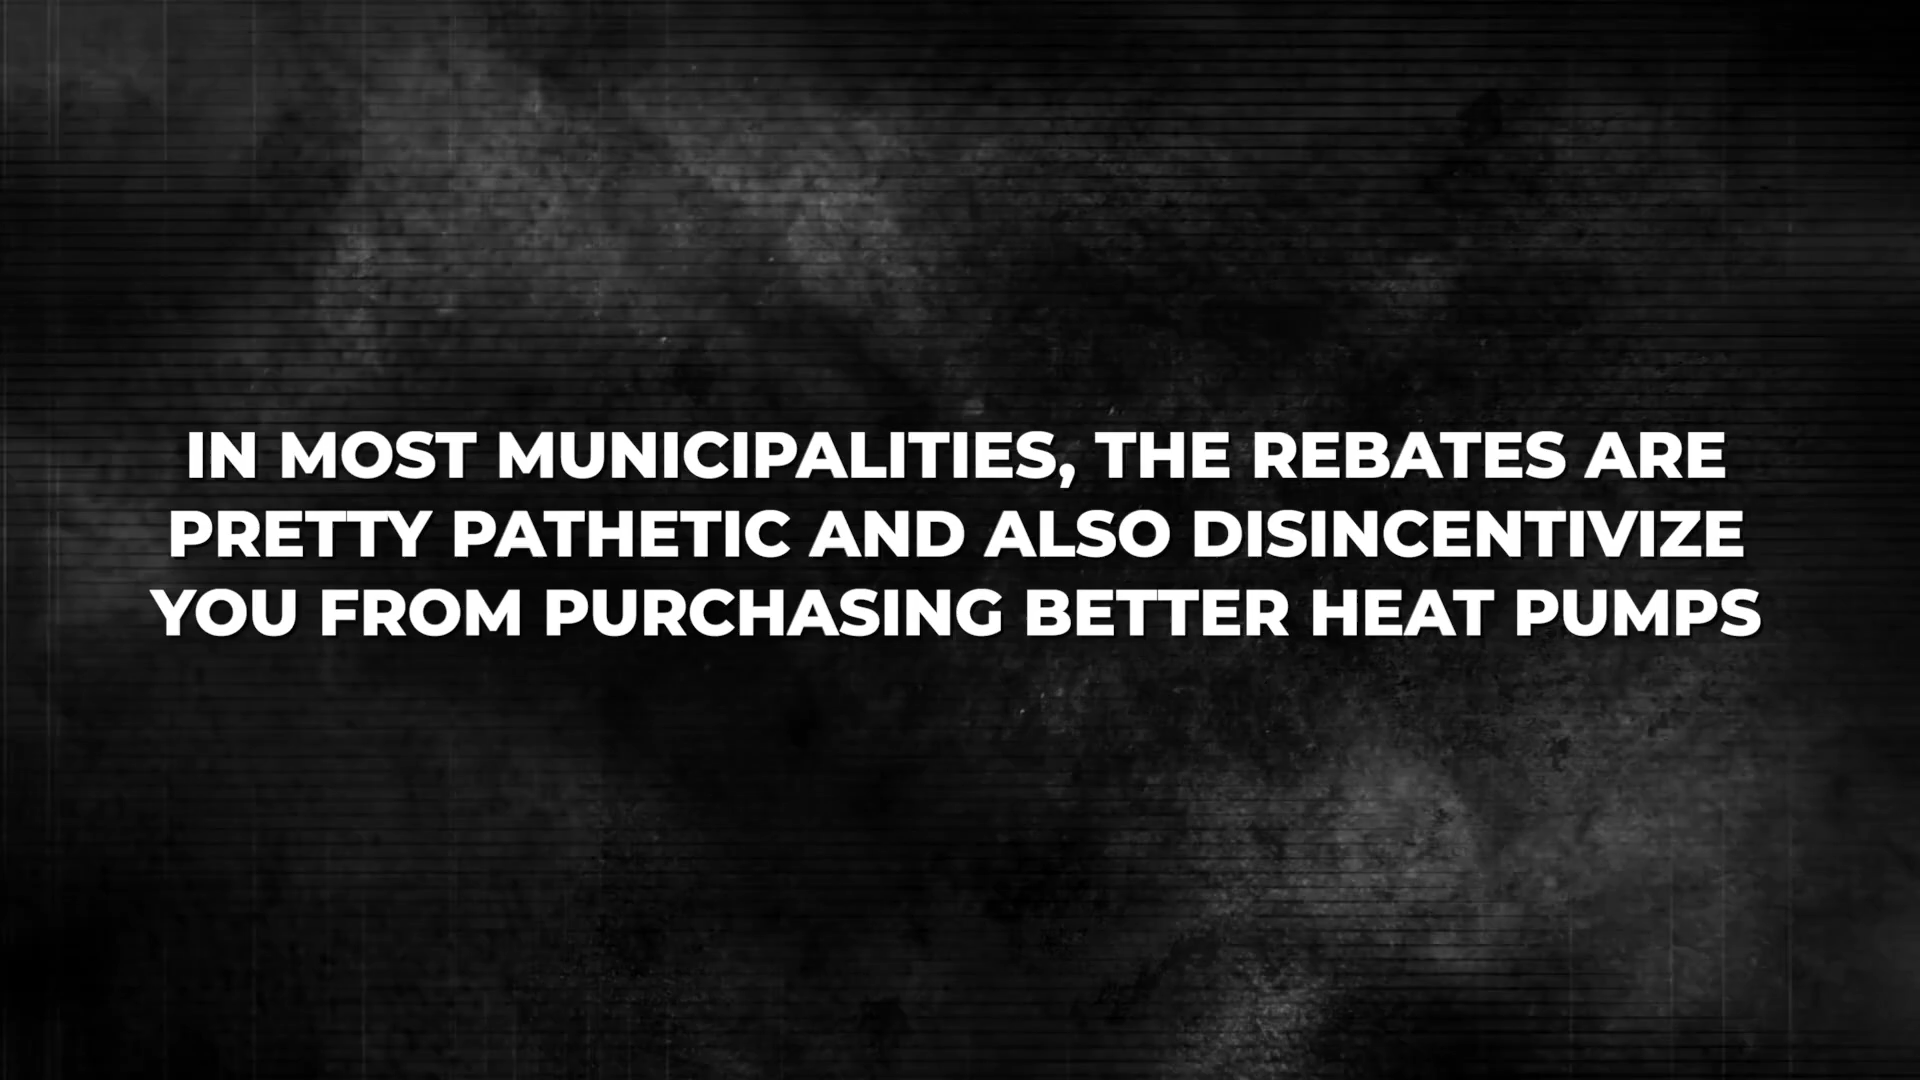 IN MOST MUNICIPALITIES, THE REBATES ARE
PRETTY PATHETIC AND ALSO DISINCENTIVIZE
YOU FROM PURCHASING BETTER HEAT PUMPS